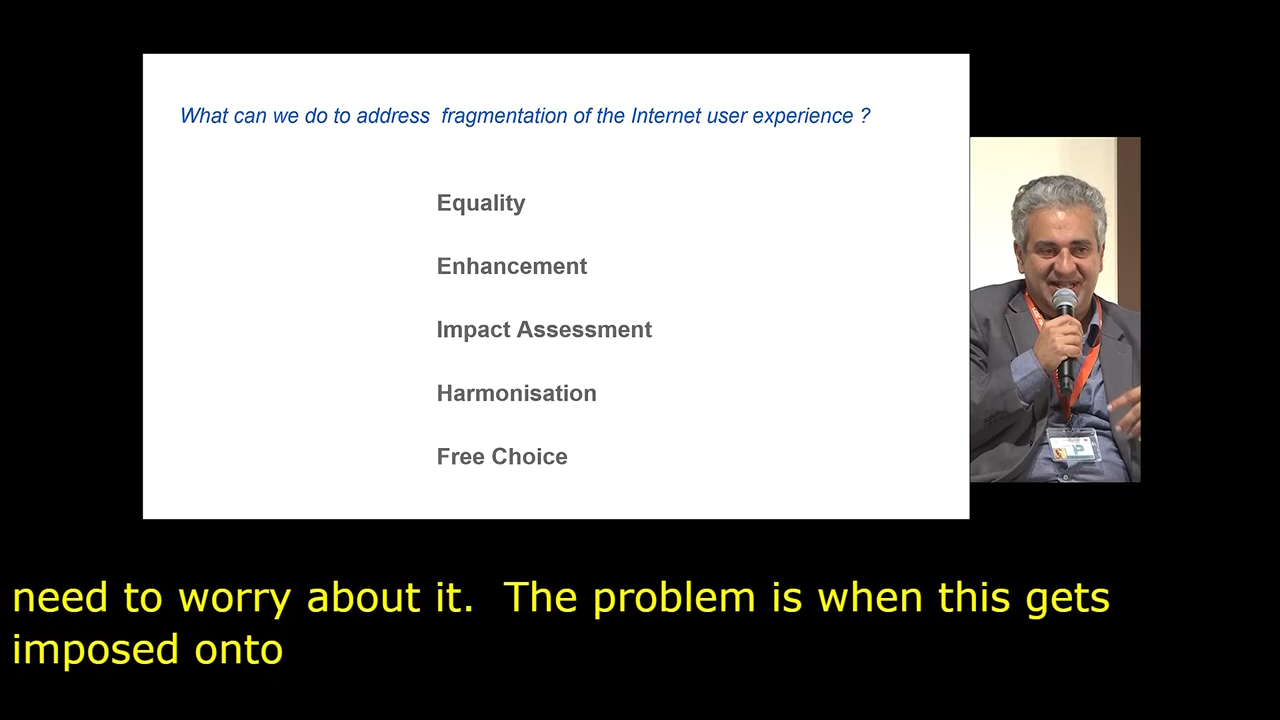 What can we do to address  fragmentation of the Internet user experience ?
Equality
Enhancement
Impact Assessment
Harmonisation
Free Choice
need to worry about it.  The problem is when this gets
imposed onto